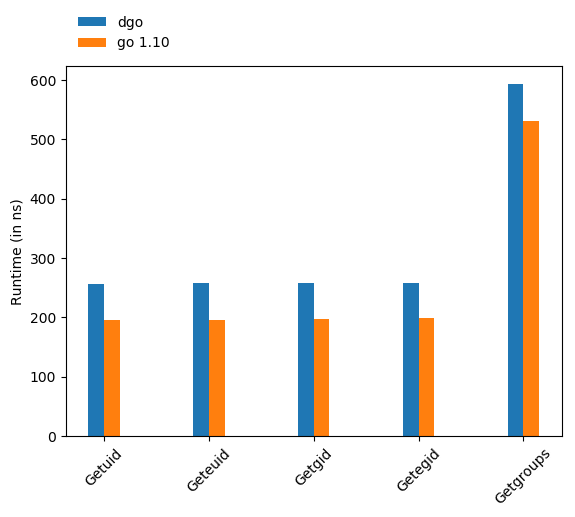 dgo
go 1.10
600
500
400
300
200
100
0
Runtime (in ns)
Getuid
Geteuid
Getgid
Getegid
Getgroups